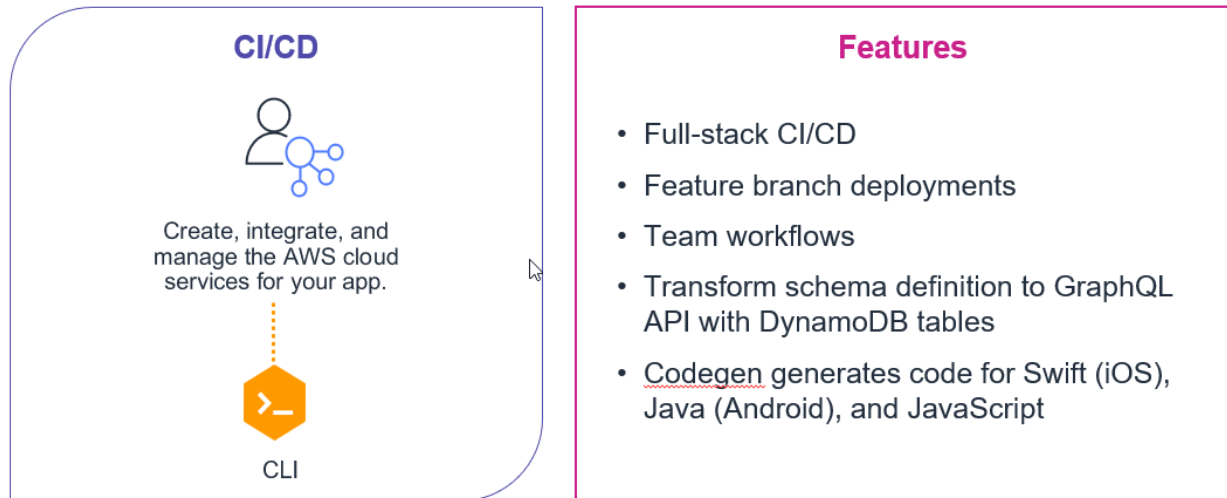 CI/CD
Create, integrate, and
manage the AWS cloud
services for your app.
CLI
Features
• Full-stack CI/CD
• Feature branch deployments
• Team workflows
• Transform schema definition to GraphQL
API with DynamoDB tables
• Codegen generates code for Swift (iOS),
Java (Android), and JavaScript